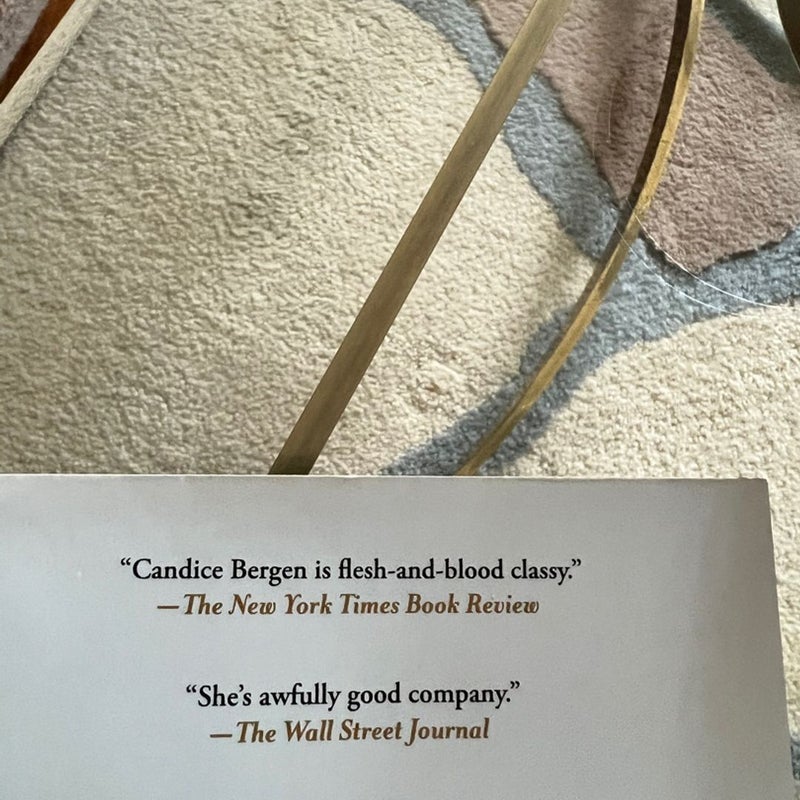 “Candice Bergen is flesh-and-blood classy.”
—The New York Times Book Review
“She’s awfully good company.”
—The Wall Street Journal